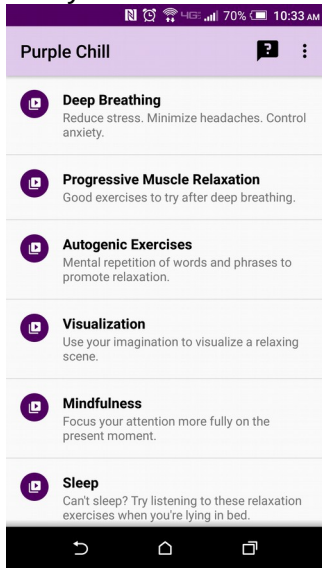 70% 10:33 AM
Purple Chill
Deep Breathing
Reduce stress. Minimize headaches. Control
anxiety.
Progressive Muscle Relaxation
Good exercises to try after deep breathing.
Autogenic Exercises
Mental repetition of words and phrases to
promote relaxation.
Visualization
Use your imagination to visualize a relaxing
scene.
Mindfulness
Focus your attention more fully on the
present moment.
Sleep
Can't sleep? Try listening to these relaxation
exercises when you're lying in bed.